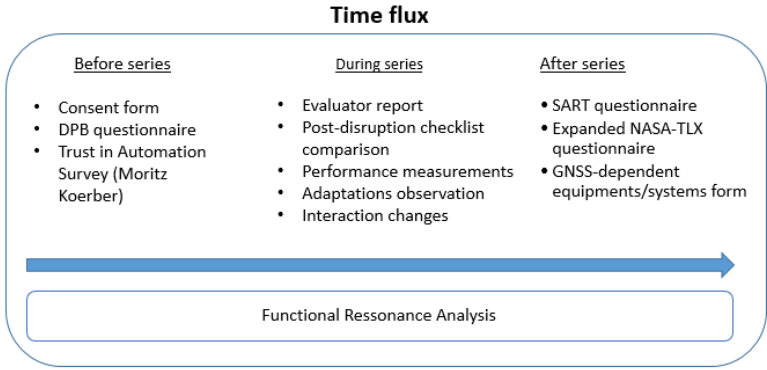 Time flux
Before series
• Consent form
• DPB questionnaire
• Trust in Automation
Survey (Moritz
Koerber)
During series
• Evaluator report
• Post-disruption checklist
comparison
• Performance measurements
• Adaptations observation
• Interaction changes
After series
• SART questionnaire
• Expanded NASA-TLX
questionnaire
• GNSS-dependent
equipments/systems form
Functional Ressonance Analysis